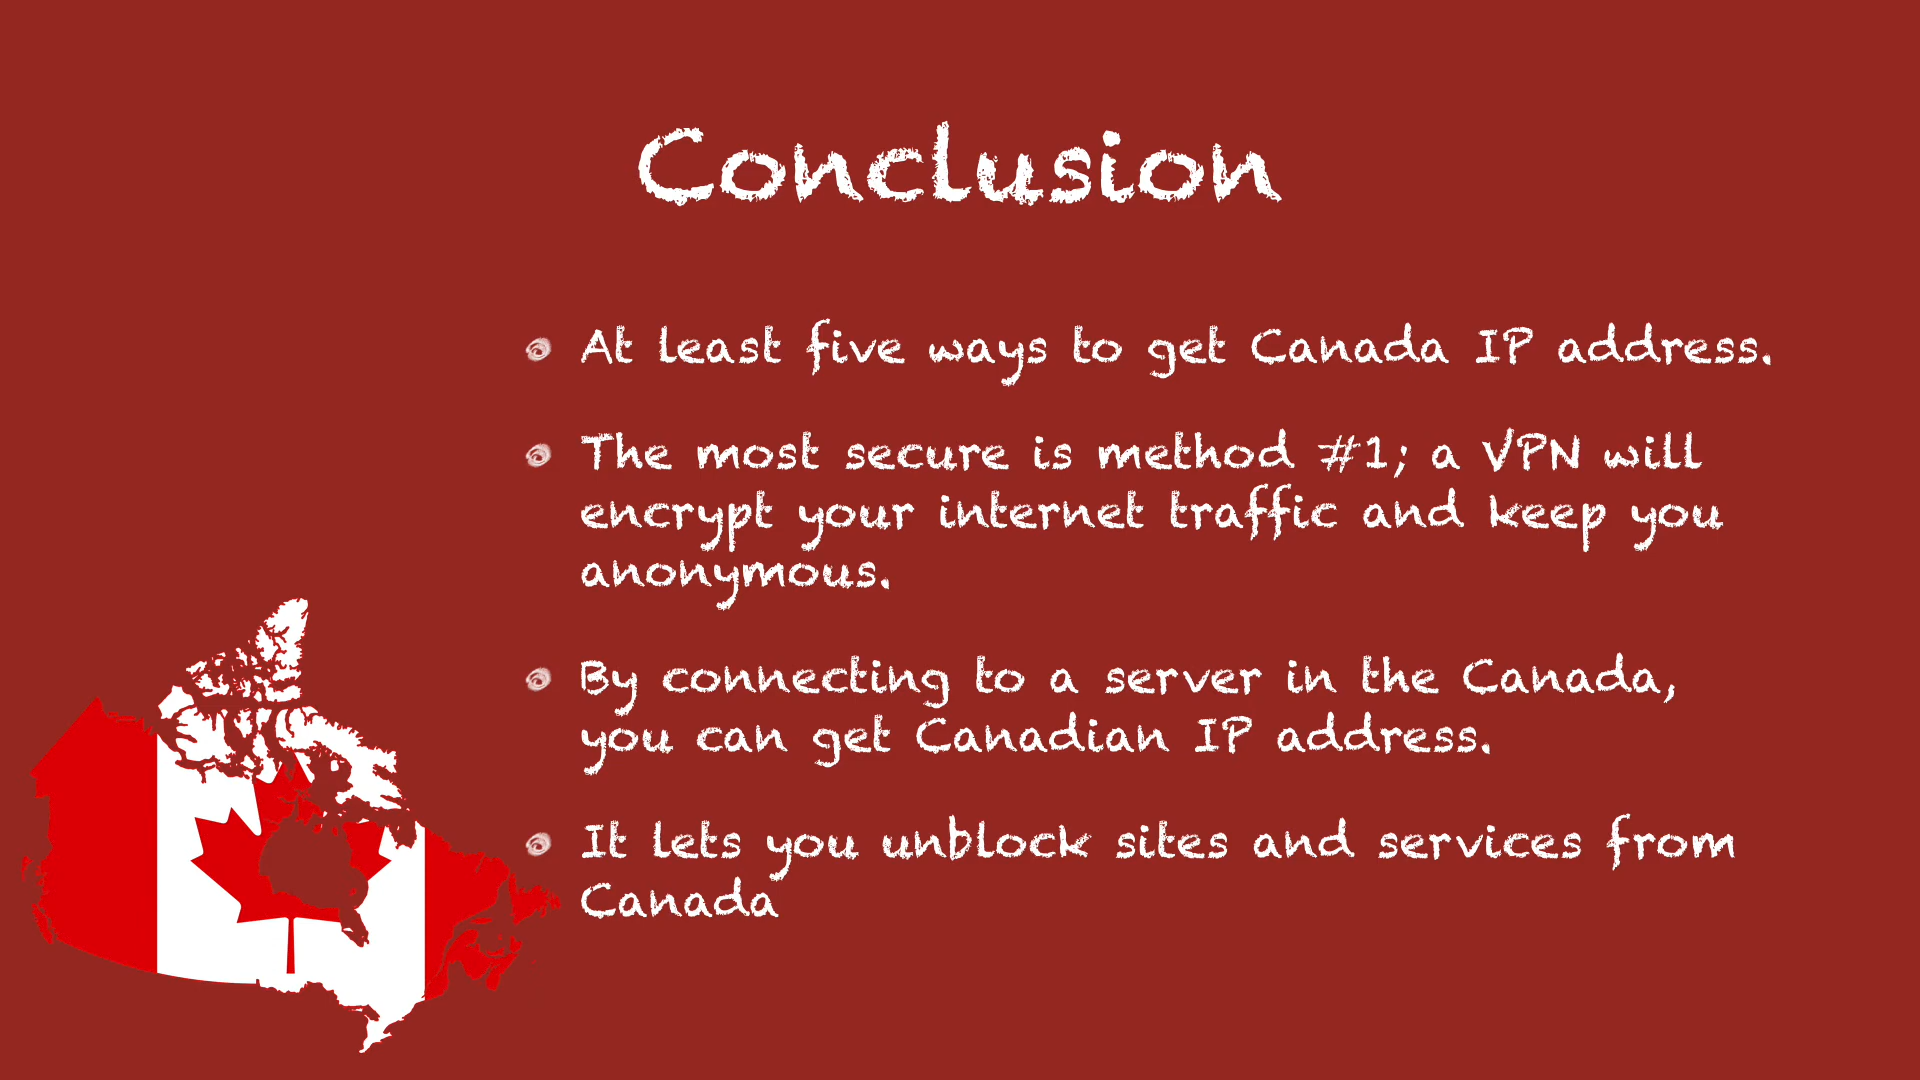 Conclusion
At least five ways to get Canada IP address.
The most secure is method #1; a VPN will
encrypt your internet traffic and keep you
anonymous.
By connecting to a server in the Canada,
you can get Canadian IP address.
It lets you unblock sites and services from
Canada